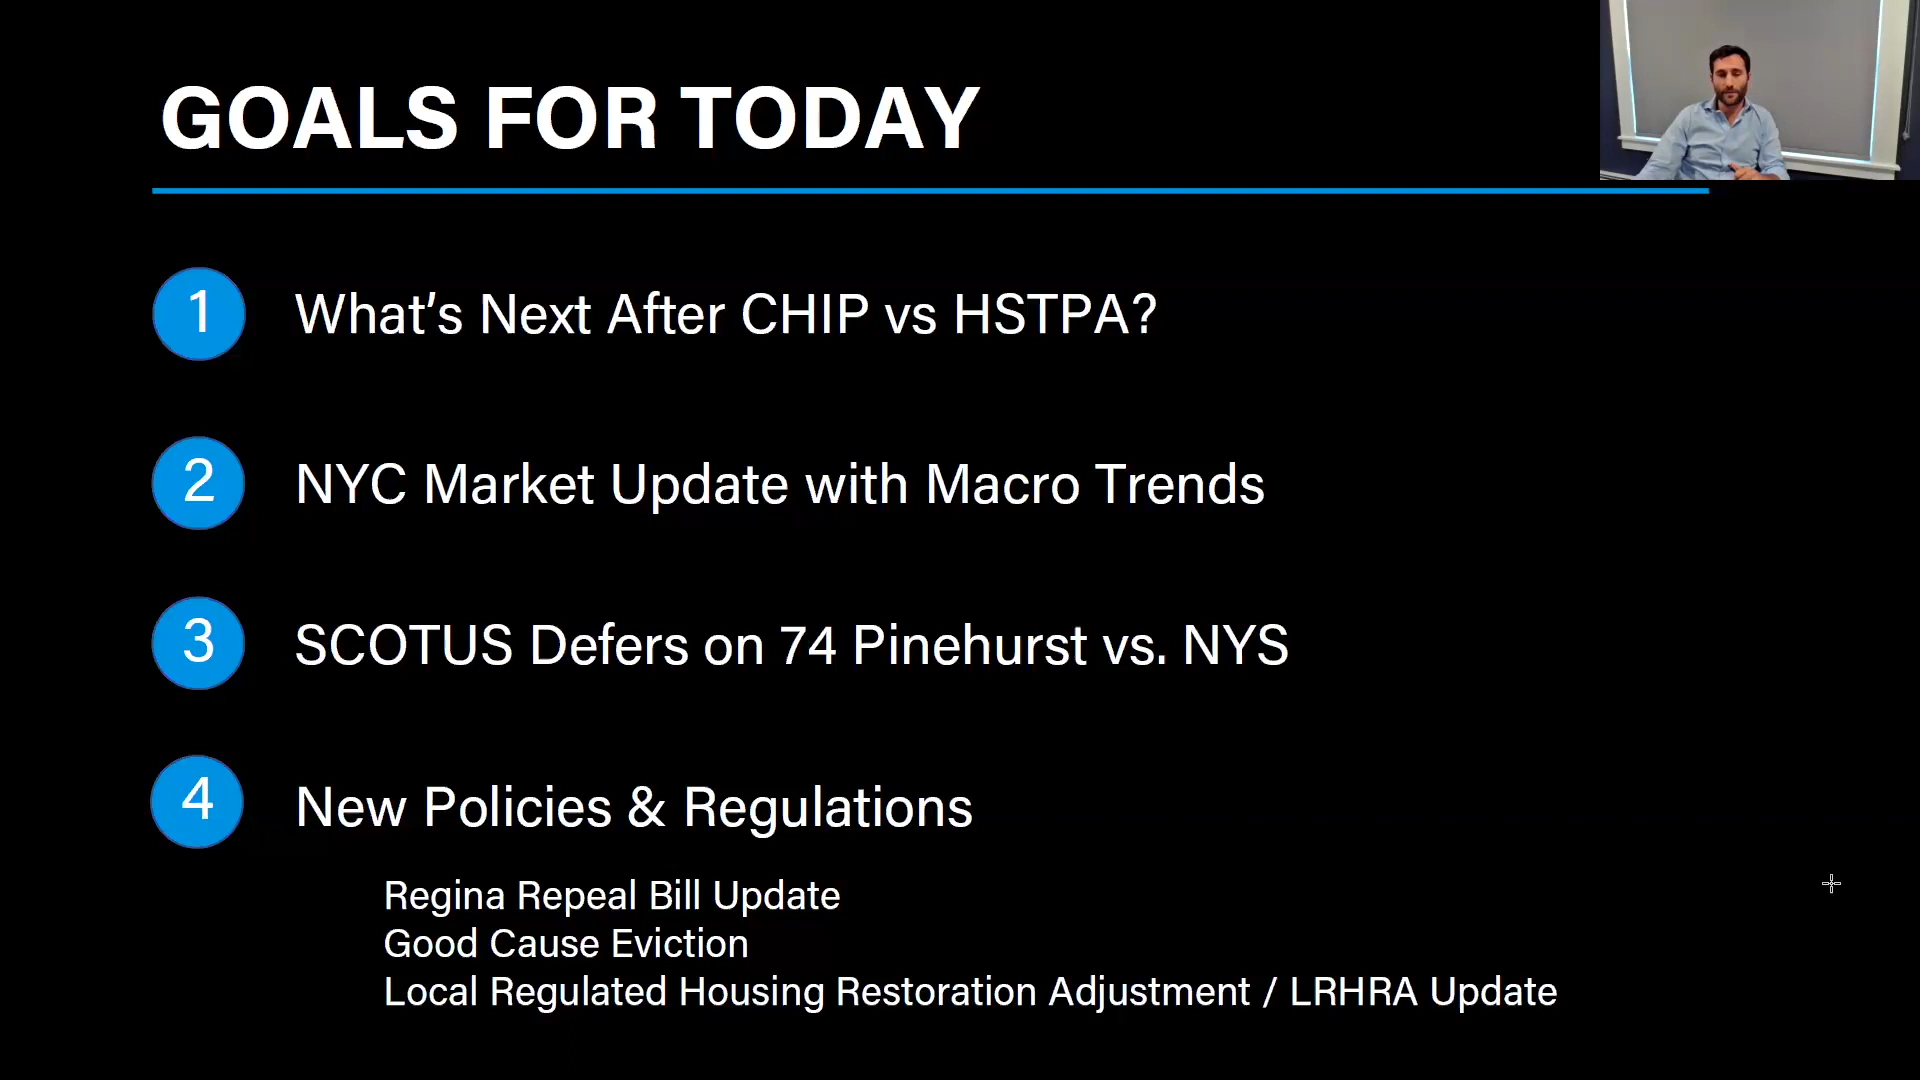 GOALS FOR TODAY
1 What's Next After CHIP vs HSTPA?
2 NYC Market Update with Macro Trends
3 SCOTUS Defers on 74 Pinehurst vs. NYS
4 New Policies & Regulations
Regina Repeal Bill Update
Good Cause Eviction
Local Regulated Housing Restoration Adjustment / LRHRA Update